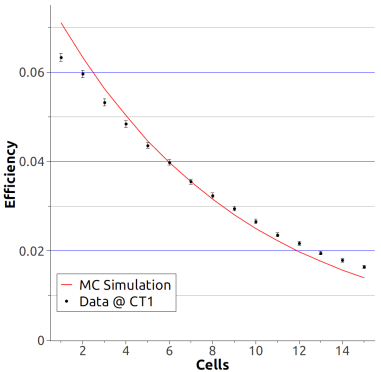 Efficiency
0.06
0.04
0.02
0
MC Simulation
Data @ CT1
2 4 6 8 10 12 14
Cells